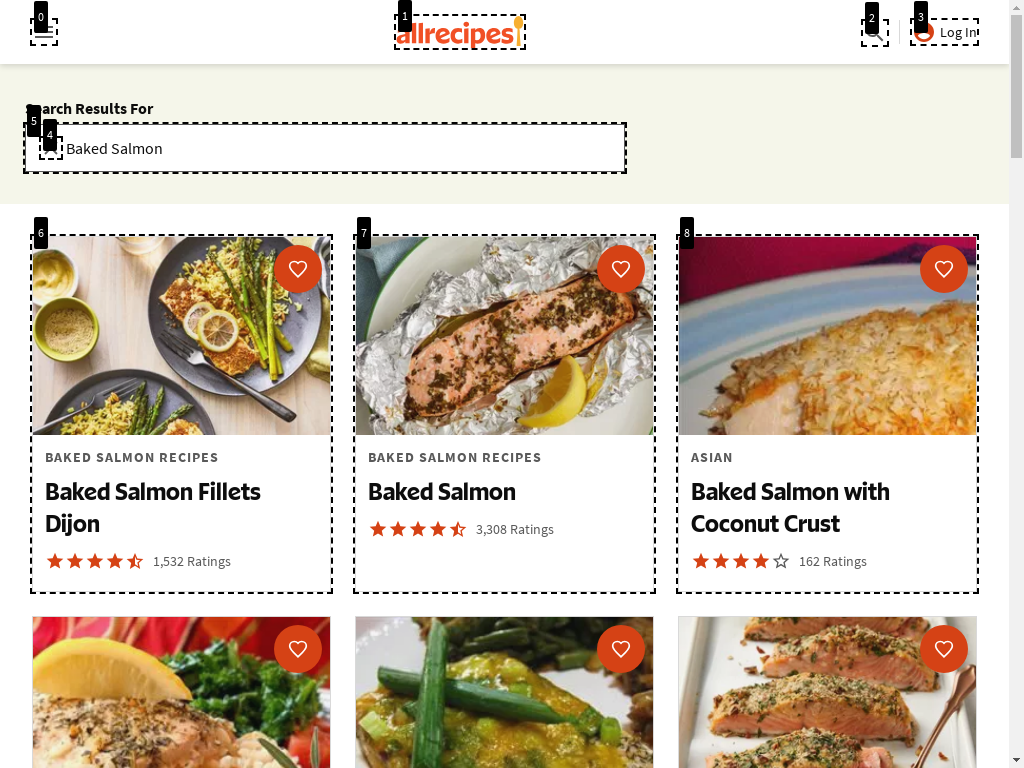 0
1
2
3
allrecipes
Log In
Search Results For
5
4
Baked Salmon
6
7
8
BAKED SALMON RECIPES
Baked Salmon Fillets
Dijon
1,532 Ratings
BAKED SALMON RECIPES
Baked Salmon
3,308 Ratings
ASIAN
Baked Salmon with
Coconut Crust
162 Ratings